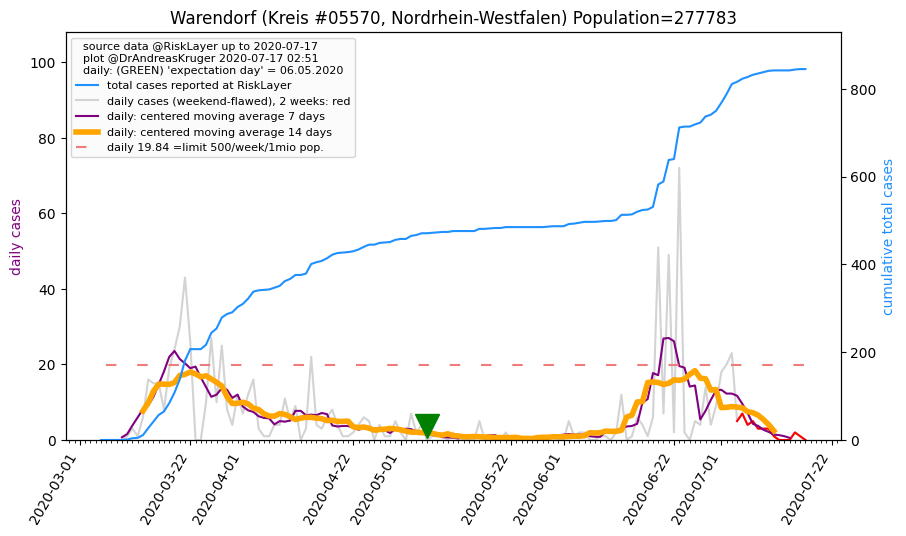 Warendorf (Kreis #05570, Nordrhein-Westfalen) Population=277783
source data @RiskLayer up to 2020-07-17
plot @DrAndreasKruger 2020-07-17 02:51
daily: (GREEN) 'expectation day' = 06.05.2020
total cases reported at RiskLayer
daily cases (weekend-flawed), 2 weeks: red
daily: centered moving average 7 days
daily: centered moving average 14 days
daily 19.84 =limit 500/week/1mio pop.
daily cases
100
80
60
40
20
0
cumulative total cases
800
600
400
200
0
2020-03-01
2020-03-22
2020-04-01
2020-04-22
2020-05-01
2020-05-22
2020-06-01
2020-06-22
2020-07-01
2020-07-22